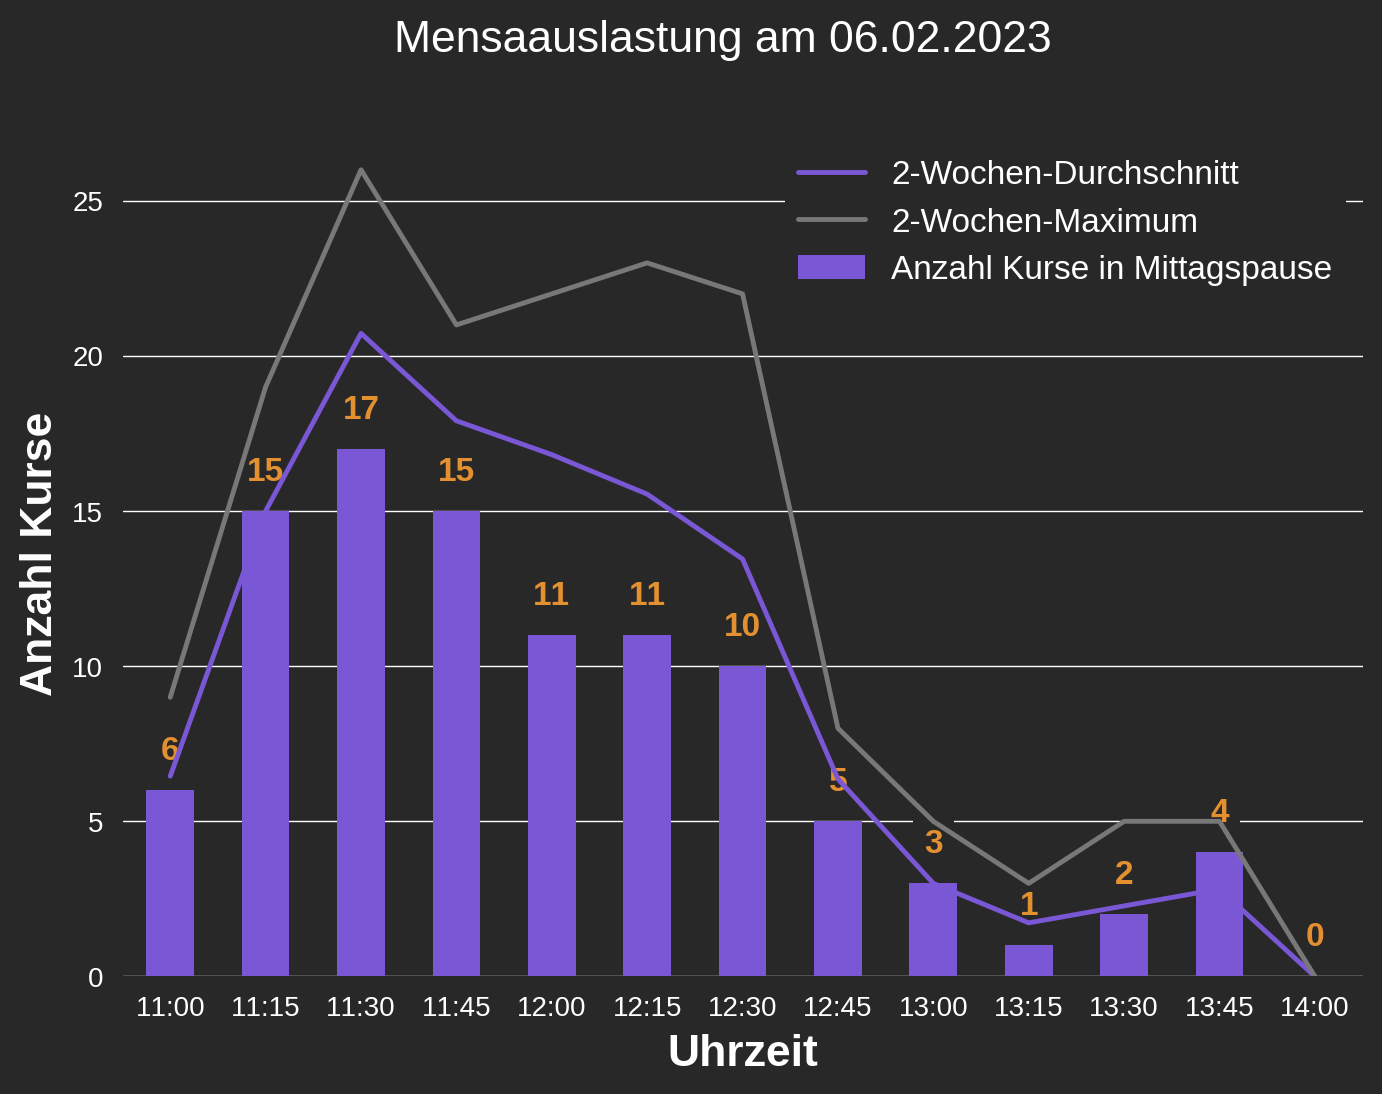 Mensaauslastung am 06.02.2023
2-Wochen-Durchschnitt
2-Wochen-Maximum
Anzahl Kurse in Mittagspause
Anzahl Kurse
25
20
15
10
5
0
6
15
17
15
11
11
10
5
3
1
2
4
0
11:00 11:15 11:30 11:45 12:00 12:15 12:30 12:45 13:00 13:15 13:30 13:45 14:00
Uhrzeit